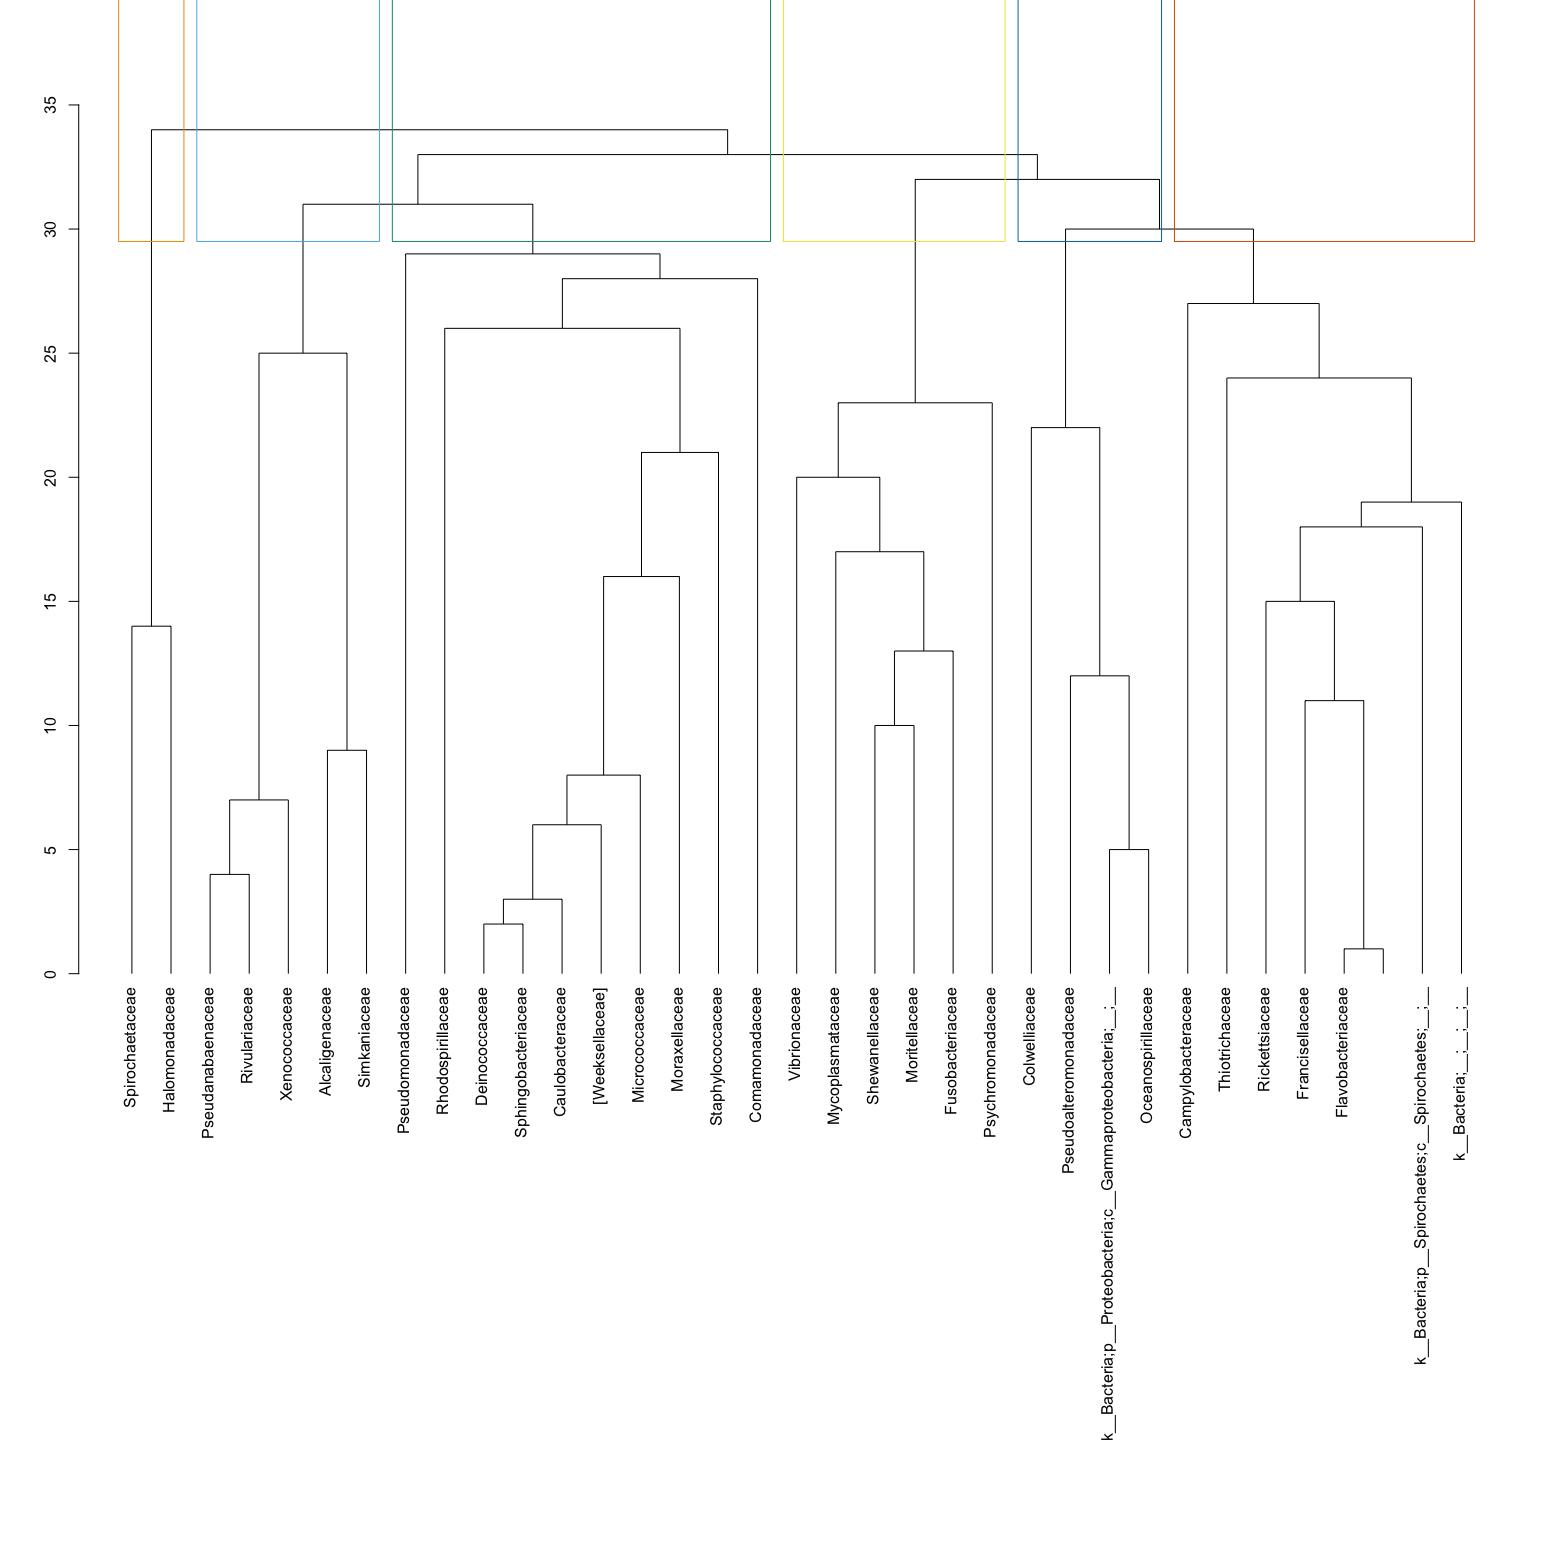 35
30
25
20
15
10
5
0
Spirochaetaceae
Halomonadaceae
Pseudanabaenaceae
Rivulariaceae
Xenococcaceae
Alcaligenaceae
Simkaniaceae
Pseudomonadaceae
Rhodospirillaceae
Deinococcaceae
Sphingobacteriaceae
Caulobacteraceae
[Weeksellaceae]
Micrococcaceae
Moraxellaceae
Staphylococcaceae
Comamonadaceae
Vibrionaceae
Mycoplasmataceae
Shewanellaceae
Moritellaceae
Fusobacteriaceae
Psychromonadaceae
Colwelliaceae
Pseudoalteromonadaceae
k__Bacteria;p__Proteobacteria;c__Gammaproteobacteria;__;__
Oceanospirillaceae
Campylobacteraceae
Thiotrichaceae
Rickettsiaceae
Francisellaceae
Flavobacteriaceae
k__Bacteria;p__Spirochaetes;c__Spirochaetes;__;__
k__Bacteria;__;__;__;__